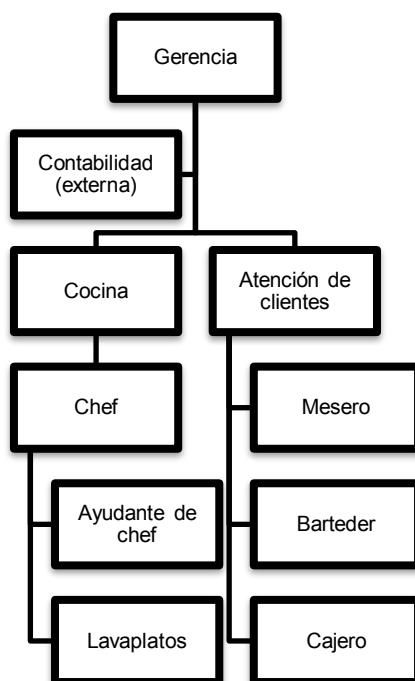 Gerencia
Contabilidad
(externa)
Cocina
Atención de
clientes
Chef
Mesero
Ayudante de
chef
Barteder
Lavaplatos
Cajero